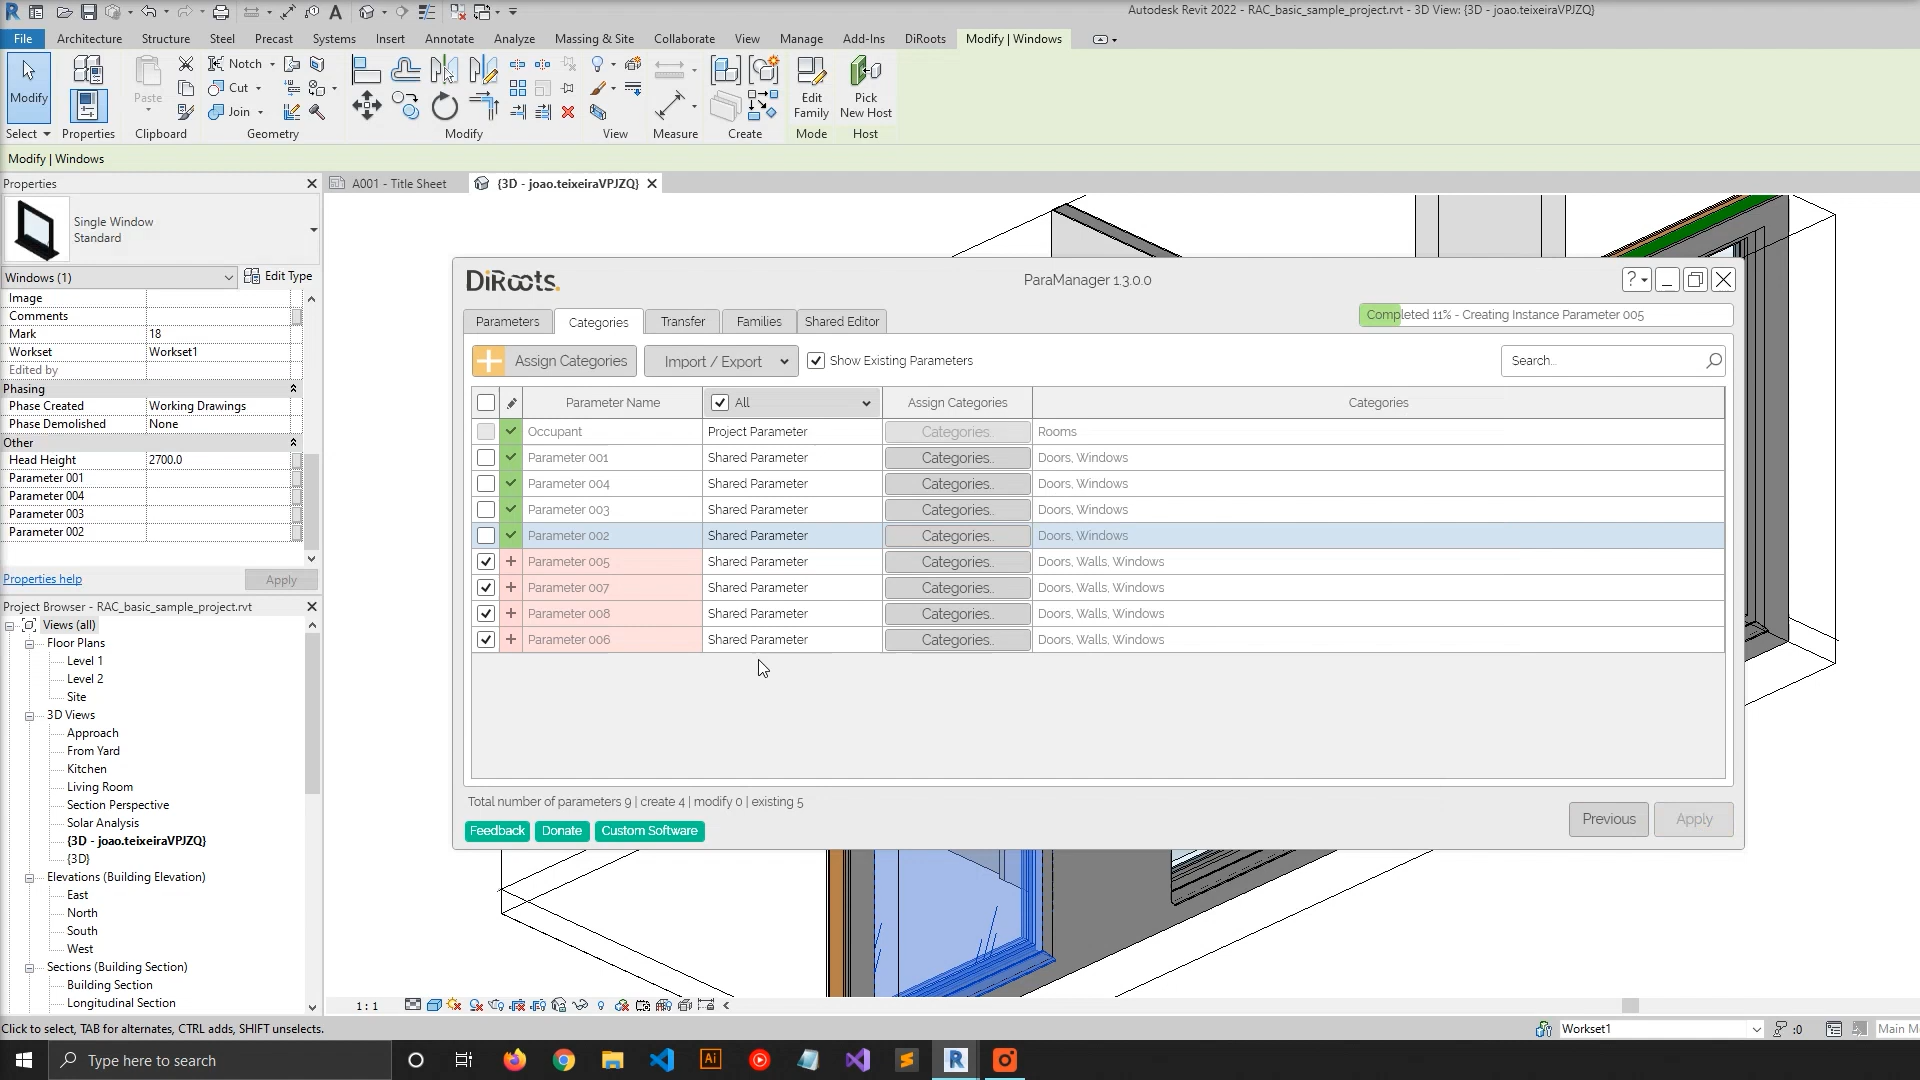 Autodesk Revit 2022 - RAC_basic_sample_project.rvt - 3D View: {3D - joao.teixeiraVPJZQ}
File Architecture Structure Steel Precast Systems Insert Annotate Analyze Massing & Site Collaborate View Manage Add-Ins DiRoots Modify | Windows
Modify
Paste
Notch
Cut
Join
Edit Family
Pick New Host
Select Properties Clipboard Geometry Modify View Measure Create Mode Host
Modify | Windows
Properties
A001 - Title Sheet
{3D - joao.teixeiraVPJZQ}
Single Window
Standard
Windows (1)
Edit Type
Image
Comments
Mark 18
Workset Workset1
Edited by
Phasing
Phase Created Working Drawings
Phase Demolished None
Other
Head Height 2700.0
Parameter 001
Parameter 004
Parameter 003
Parameter 002
Properties help
Apply
Project Browser - RAC_basic_sample_project.rvt
Views (all)
Floor Plans
Level 1
Level 2
Site
3D Views
Approach
From Yard
Kitchen
Living Room
Section Perspective
Solar Analysis
{3D - joao.teixeiraVPJZQ}
{3D}
Elevations (Building Elevation)
East
North
South
West
Sections (Building Section)
Building Section
Longitudinal Section
DiRoots.
ParaManager 1.3.0.0
?
Parameters Categories Transfer Families Shared Editor
Completed 11% - Creating Instance Parameter 005
Assign Categories
Import / Export
Show Existing Parameters
Search..
Parameter Name All Assign Categories Categories
Occupant Project Parameter Categories.. Rooms
Parameter 001 Shared Parameter Categories.. Doors, Windows
Parameter 004 Shared Parameter Categories.. Doors, Windows
Parameter 003 Shared Parameter Categories.. Doors, Windows
Parameter 002 Shared Parameter Categories.. Doors, Windows
Parameter 005 Shared Parameter Categories.. Doors, Walls, Windows
Parameter 007 Shared Parameter Categories.. Doors, Walls, Windows
Parameter 008 Shared Parameter Categories.. Doors, Walls, Windows
Parameter 006 Shared Parameter Categories.. Doors, Walls, Windows
Total number of parameters 9 | create 4 | modify 0 | existing 5
Feedback Donate Custom Software
Previous Apply
1 : 1
Click to select, TAB for alternates, CTRL adds, SHIFT unselects.
Workset1
:0
Main M
Type here to search
Ai
R